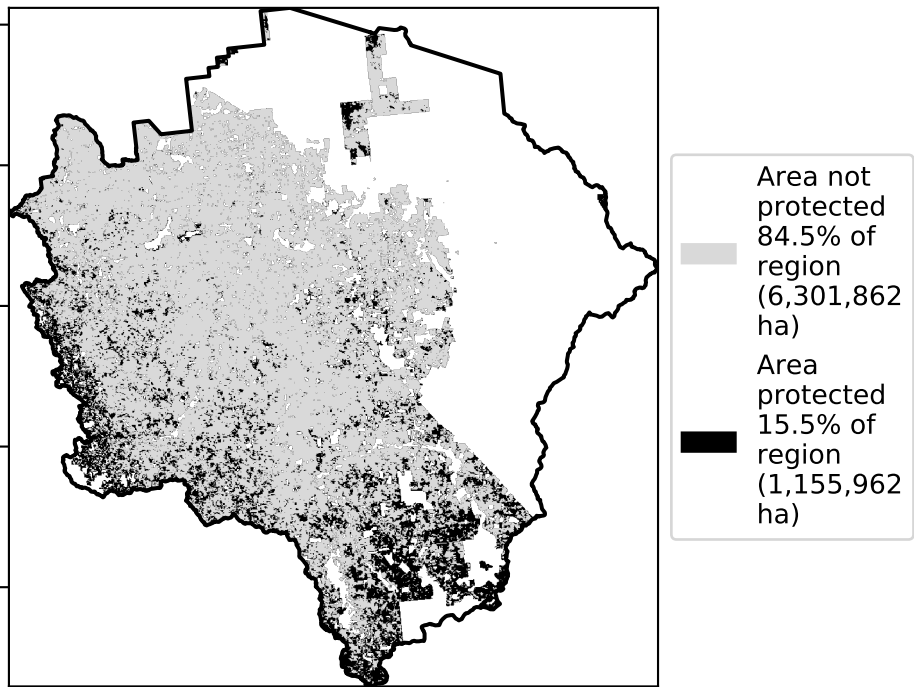 Area not
protected
84.5% of
region
(6,301,862
ha)
Area
protected
15.5% of
region
(1,155,962
ha)